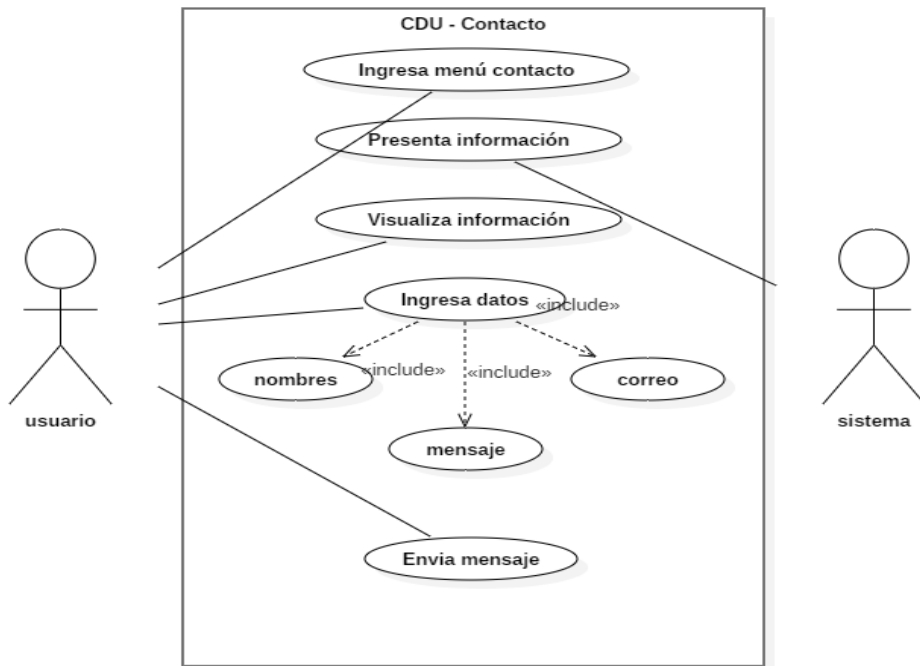 CDU - Contacto
Ingresa menú contacto
Presenta información
Visualiza información
Ingresa datos
«include»
«include»
«include»
nombres
correo
usuario
sistema
mensaje
Envia mensaje